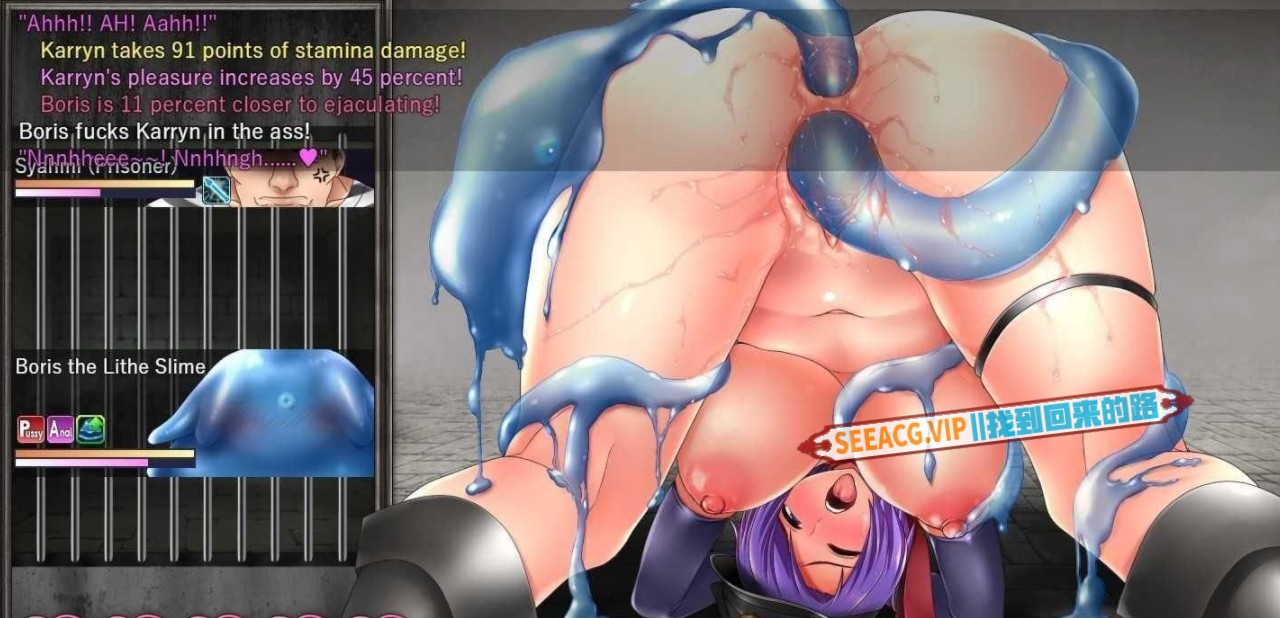 "Ahhh!! AH! Aahh!!"
Karryn takes 91 points of stamina damage!
Karryn's pleasure increases by 45 percent!
Boris is 11 percent closer to ejaculating!
Boris fucks Karryn in the ass!
"Nnnhheee~~! Nnhhngh......♥"
(Prisoner)
Boris the Lithe Slime
Pussy Anal
SEEACG.VIP||找到回来的路